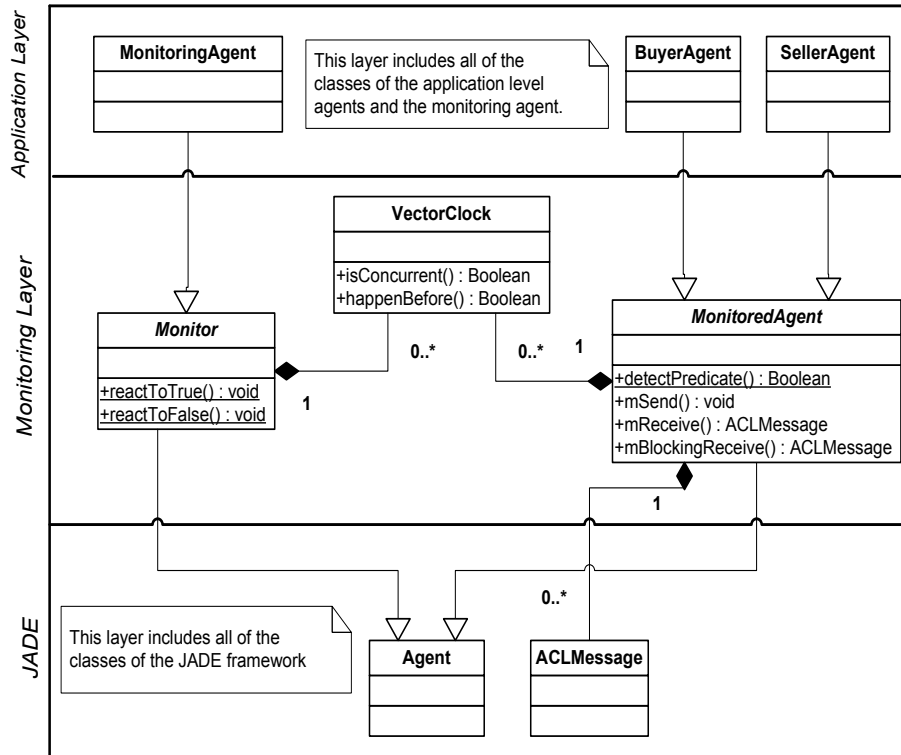 Application Layer
MonitoringAgent
This layer includes all of the
classes of the application level
agents and the monitoring agent.
BuyerAgent
SellerAgent
Monitoring Layer
VectorClock
+isConcurrent() : Boolean
+happenBefore() : Boolean
Monitor
+reactToTrue() : void
+reactToFalse() : void
1
0..*
0..*
1
MonitoredAgent
+detectPredicate() : Boolean
+mSend() : void
+mReceive() : ACLMessage
+mBlockingReceive() : ACLMessage
1
0..*
JADE
This layer includes all of the
classes of the JADE framework
Agent
ACLMessage